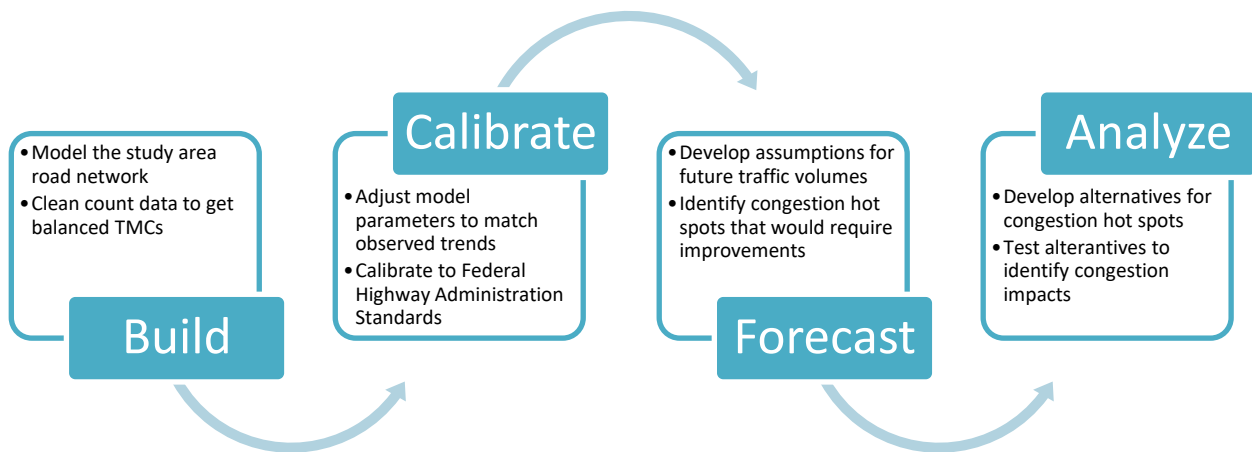 • Model the study area
road network
• Clean count data to get
balanced TMCs
Build
Calibrate
• Adjust model
parameters to match
observed trends
• Calibrate to Federal
Highway Administration
Standards
• Develop assumptions for
future traffic volumes
• Identify congestion hot
spots that would require
improvements
Forecast
Analyze
• Develop alternatives for
congestion hot spots
• Test alterantives to
identify congestion
impacts